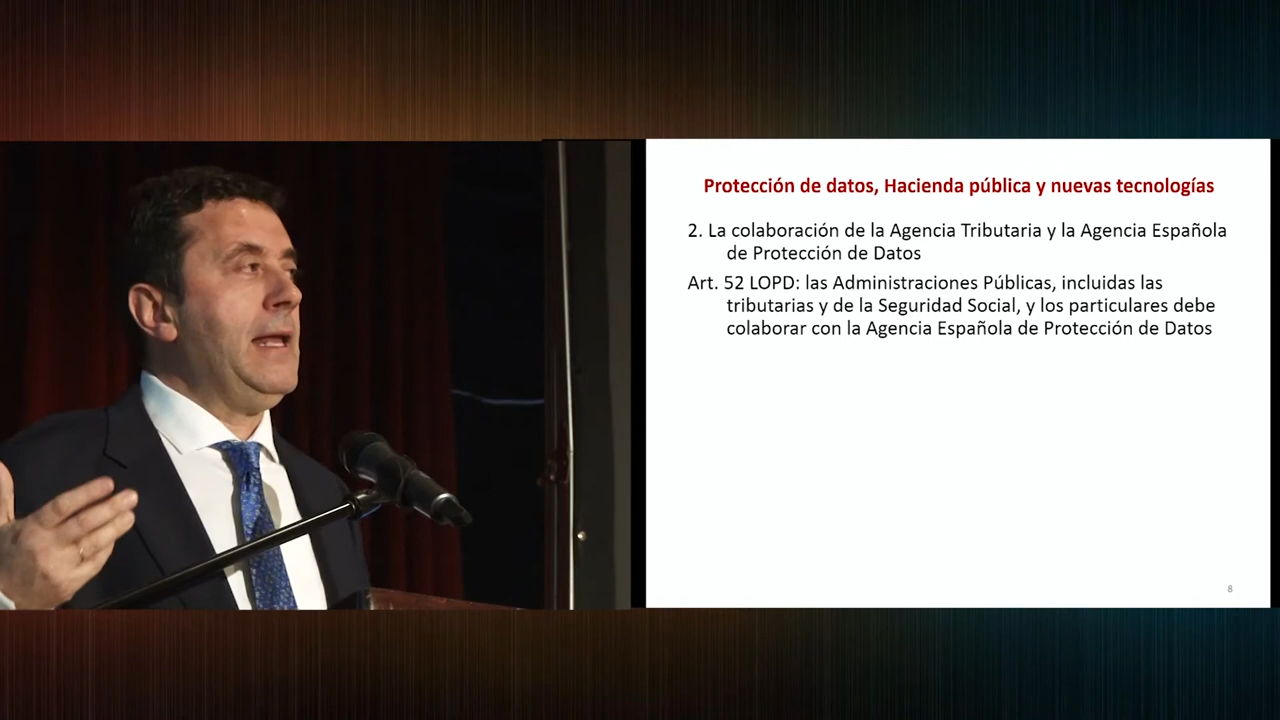 Protección de datos, Hacienda pública y nuevas tecnologías
2. La colaboración de la Agencia Tributaria y la Agencia Española
de Protección de Datos
Art. 52 LOPD: las Administraciones Públicas, incluidas las
tributarias y de la Seguridad Social, y los particulares debe
colaborar con la Agencia Española de Protección de Datos
8